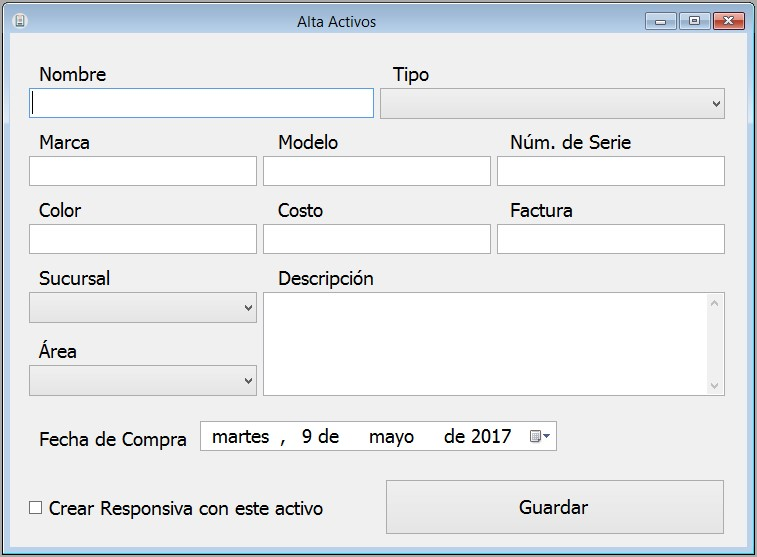 Alta Activos
Nombre
Tipo
Marca
Modelo
Núm. de Serie
Color
Costo
Factura
Sucursal
Descripción
Área
Fecha de Compra
martes , 9 de mayo de 2017
Crear Responsiva con este activo
Guardar